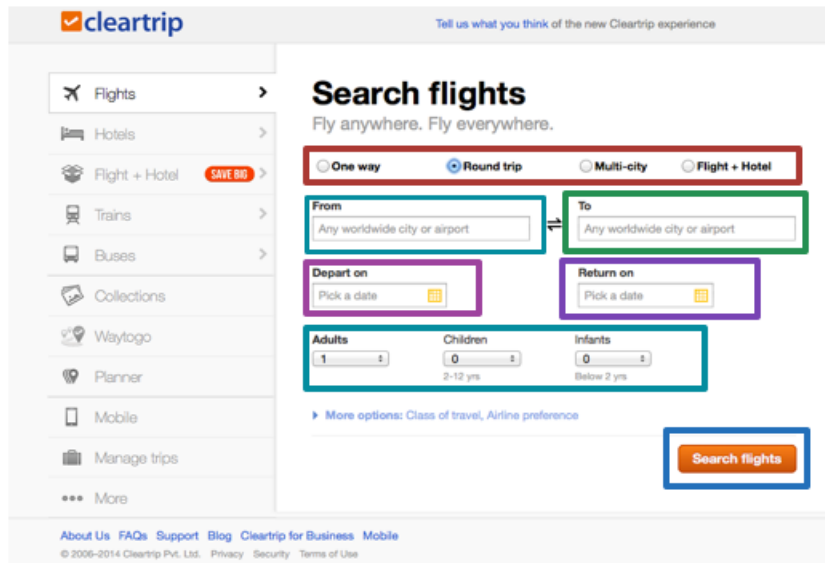 cleartrip
Tell us what you think of the new Cleartrip experience
Flights
Hotels
Flight + Hotel SAVE BIG
Trains
Buses
Collections
Waytogo
Planner
Mobile
Manage trips
More
Search flights
Fly anywhere. Fly everywhere.
One way Round trip Multi-city Flight + Hotel
From To
Any worldwide city or airport Any worldwide city or airport
Depart on Return on
Pick a date Pick a date
Adults Children Infants
1 0 0
2-12 yrs Below 2 yrs
More options: Class of travel, Airline preference
Search flights
About Us FAQs Support Blog Cleartrip for Business Mobile
© 2006–2014 Cleartrip Pvt. Ltd. Privacy Security Terms of Use